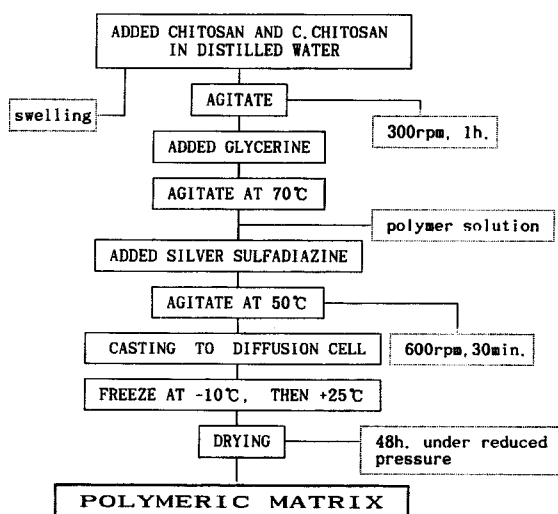 ADDED CHITOSAN AND C.CHITOSAN
IN DISTILLED WATER
swelling
AGITATE
300rpm, 1h.
ADDED GLYCERINE
AGITATE AT 70℃
polymer solution
ADDED SILVER SULFADIAZINE
AGITATE AT 50℃
600rpm,30min.
CASTING TO DIFFUSION CELL
FREEZE AT -10℃, THEN +25℃
DRYING
48h. under reduced
pressure
POLYMERIC MATRIX